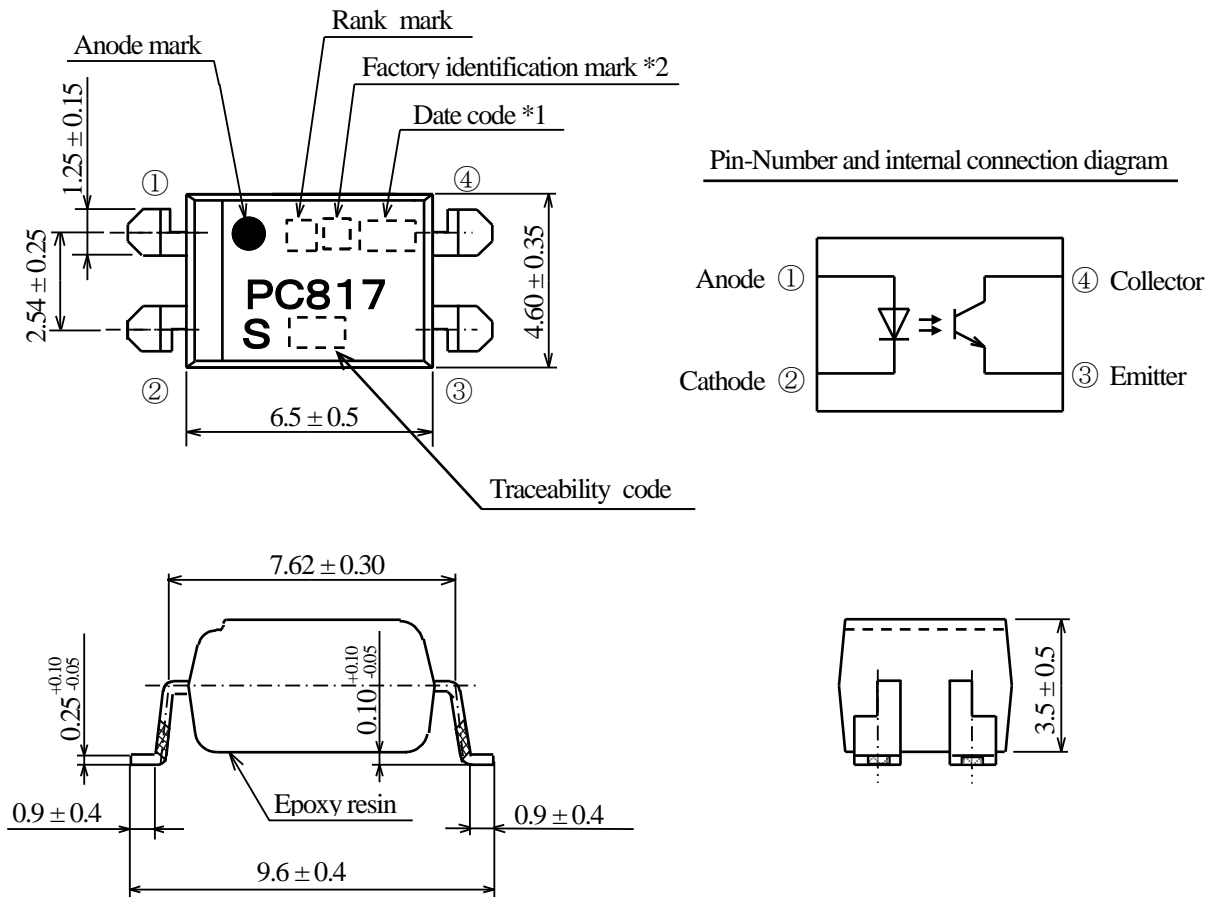 Rank mark
Anode mark
Factory identification mark *2
Date code *1
1.25 ± 0.15
2.54 ± 0.25
①
④
PC817
S
②
③
4.60 ± 0.35
6.5 ± 0.5
Traceability code
Pin-Number and internal connection diagram
Anode ①
④ Collector
Cathode ②
③ Emitter
7.62 ± 0.30
0.25 +0.10 -0.05
0.10 +0.10 -0.05
Epoxy resin
0.9 ± 0.4
0.9 ± 0.4
9.6 ± 0.4
3.5 ± 0.5